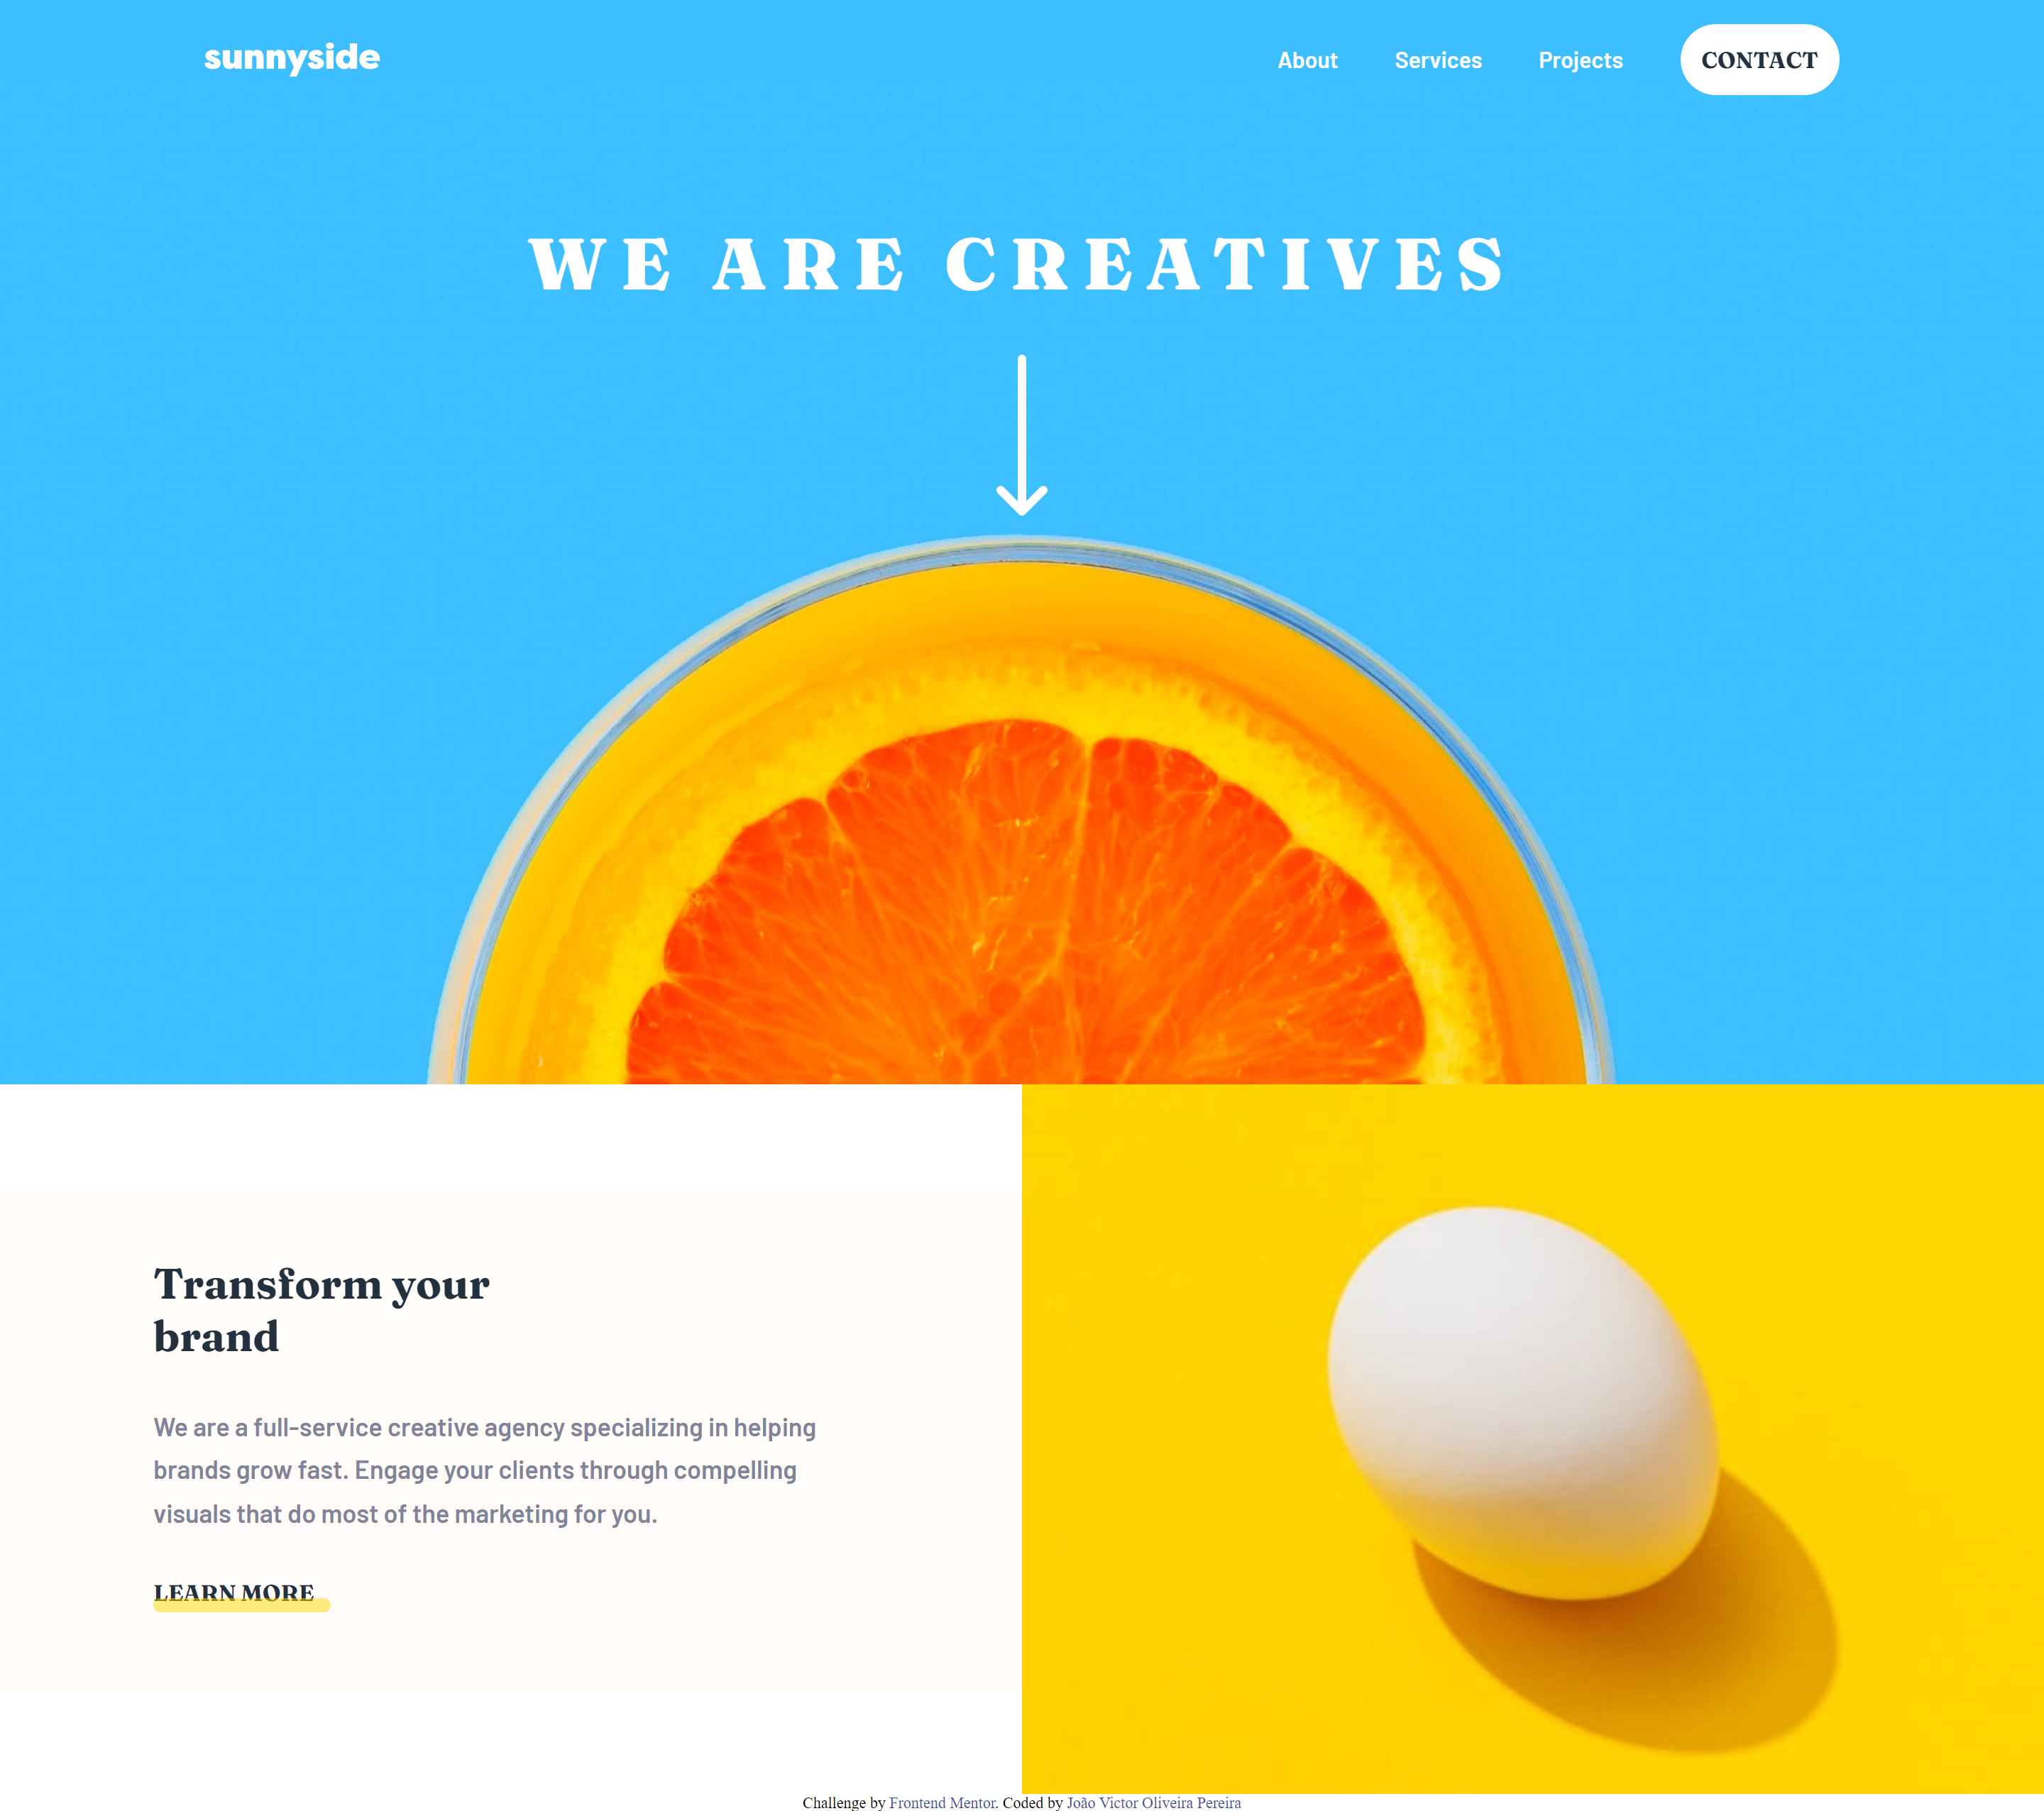 sunnyside
About Services Projects CONTACT
WE ARE CREATIVES
Transform your
brand
We are a full-service creative agency specializing in helping
brands grow fast. Engage your clients through compelling
visuals that do most of the marketing for you.
LEARN MORE
Challenge by Frontend Mentor. Coded by João Victor Oliveira Pereira